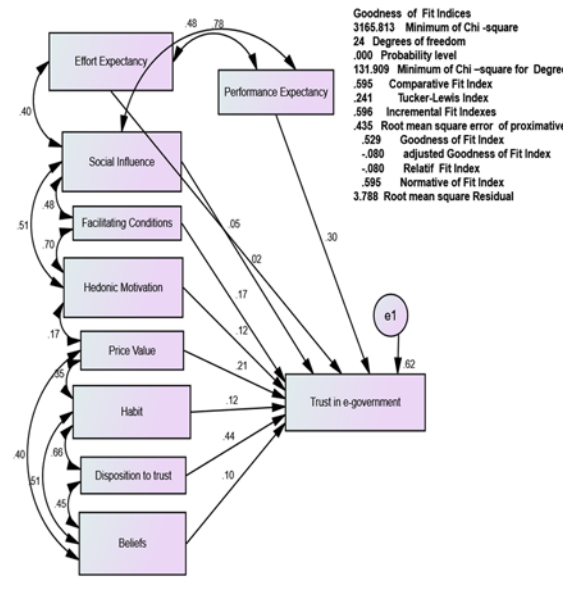 Goodness of Fit Indices
3165.813 Minimum of Chi -square
24 Degrees of freedom
.000 Probability level
131.909 Minimum of Chi –square for Degre
.595 Comparative Fit Index
.241 Tucker-Lewis Index
.596 Incremental Fit Indexes
.435 Root mean square error of proximative
.529 Goodness of Fit Index
-.080 adjusted Goodness of Fit Index
-.080 Relatif Fit Index
.595 Normative of Fit Index
3.788 Root mean square Residual
.48 .78
Effort Expectancy
Performance Expectancy
.40
Social Influence
.48
.51
Facilitating Conditions
.05
.02
.30
.70
Hedonic Motivation
.17
.12
e1
.17
Price Value
.21
.62
.35
Habit
.12
Trust in e-government
.44
.40
.51
.66
Disposition to trust
.10
.45
Beliefs